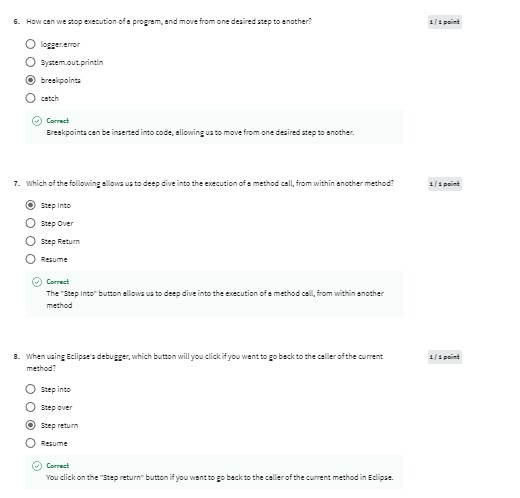 6. How can we stop execution of a program, and move from one desired step to another?
1 / 1 point
logger.error
System.out.println
breakpoints
catch
Correct
Breakpoints can be inserted into code, allowing us to move from one desired step to another.
7. Which of the following allows us to deep dive into the execution of a method call, from within another method?
1 / 1 point
Step Into
Step Over
Step Return
Resume
Correct
The "Step Into" button allows us to deep dive into the execution of a method call, from within another
method
8. When using Eclipse's debugger, which button will you click if you want to go back to the caller of the current
method?
1 / 1 point
Step into
Step over
Step return
Resume
Correct
You click on the "Step return" button if you want to go back to the caller of the current method in Eclipse.